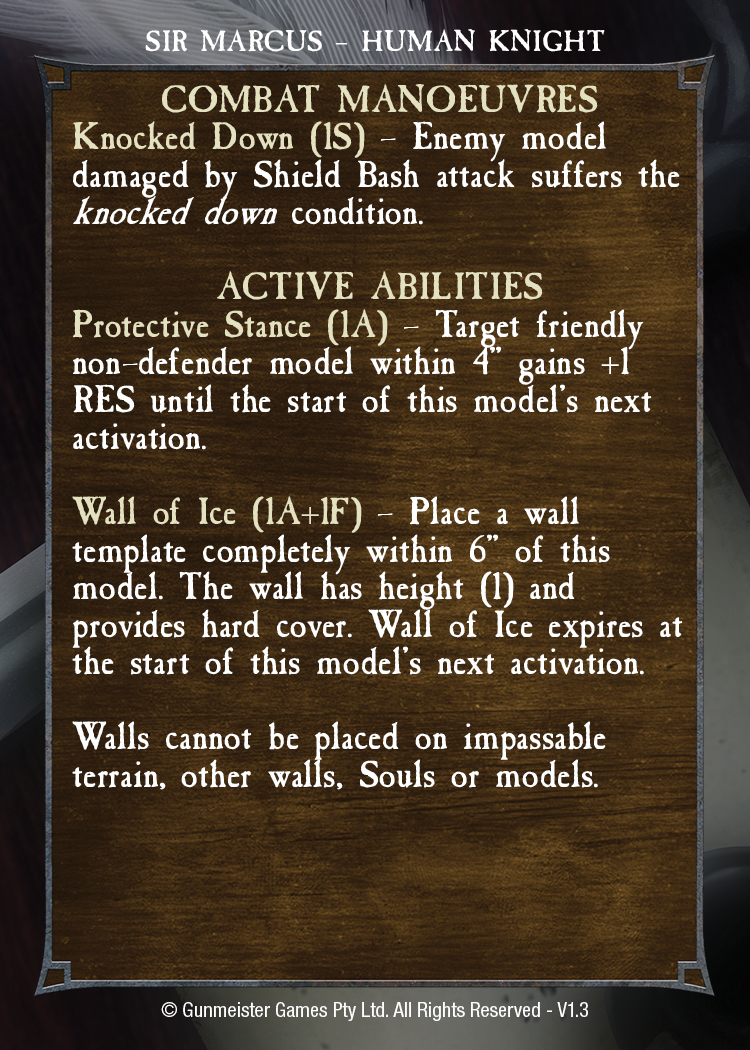 SIR MARCUS - HUMAN KNIGHT
COMBAT MANOEUVRES
Knocked Down (1S) - Enemy model
damaged by Shield Bash attack suffers the
knocked down condition.
ACTIVE ABILITIES
Protective Stance (1A) - Target friendly
non-defender model within 4" gains +1
RES until the start of this model's next
activation.
Wall of Ice (1A+1F) - Place a wall
template completely within 6" of this
model. The wall has height (1) and
provides hard cover. Wall of Ice expires at
the start of this model's next activation.
Walls cannot be placed on impassable
terrain, other walls, Souls or models.
© Gunmeister Games Pty Ltd. All Rights Reserved - V1.3